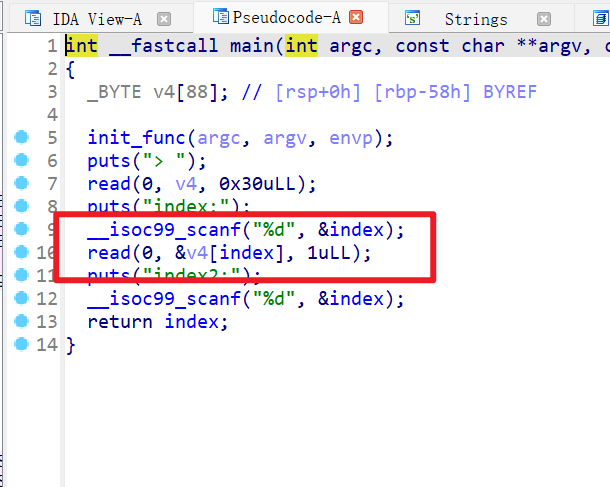 IDA View-A Pseudocode-A Strings
1 int __fastcall main(int argc, const char **argv, c
2 {
3 _BYTE v4[88]; // [rsp+0h] [rbp-58h] BYREF
4
5 init_func(argc, argv, envp);
6 puts("> ");
7 read(0, v4, 0x30uLL);
8 puts("index:");
9 __isoc99_scanf("%d", &index);
10 read(0, &v4[index], 1uLL);
11 puts("index2:");
12 __isoc99_scanf("%d", &index);
13 return index;
14 }